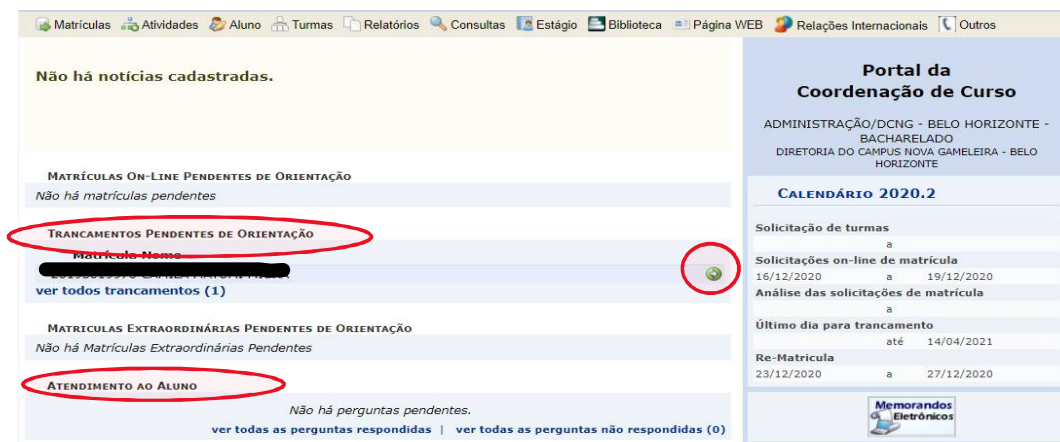 Matrículas Atividades Aluno Turmas Relatórios Consultas Estágio Biblioteca Página WEB Relações Internacionais Outros
Não há notícias cadastradas.
MATRÍCULAS ON-LINE PENDENTES DE ORIENTAÇÃO
Não há matrículas pendentes
TRANCAMENTOS PENDENTES DE ORIENTAÇÃO
Matrícula Nome
ver todos trancamentos (1)
MATRICULAS EXTRAORDINÁRIAS PENDENTES DE ORIENTAÇÃO
Não há Matrículas Extraordinárias Pendentes
ATENDIMENTO AO ALUNO
Não há perguntas pendentes.
ver todas as perguntas respondidas | ver todas as perguntas não respondidas (0)
Portal da
Coordenação de Curso
ADMINISTRAÇÃO/DCNG - BELO HORIZONTE -
BACHARELADO
DIRETORIA DO CAMPUS NOVA GAMELEIRA - BELO
HORIZONTE
CALENDÁRIO 2020.2
Solicitação de turmas
a
Solicitações on-line de matrícula
16/12/2020 a 19/12/2020
Análise das solicitações de matrícula
a
Último dia para trancamento
até 14/04/2021
Re-Matricula
23/12/2020 a 27/12/2020
Memorandos
Eletrônicos